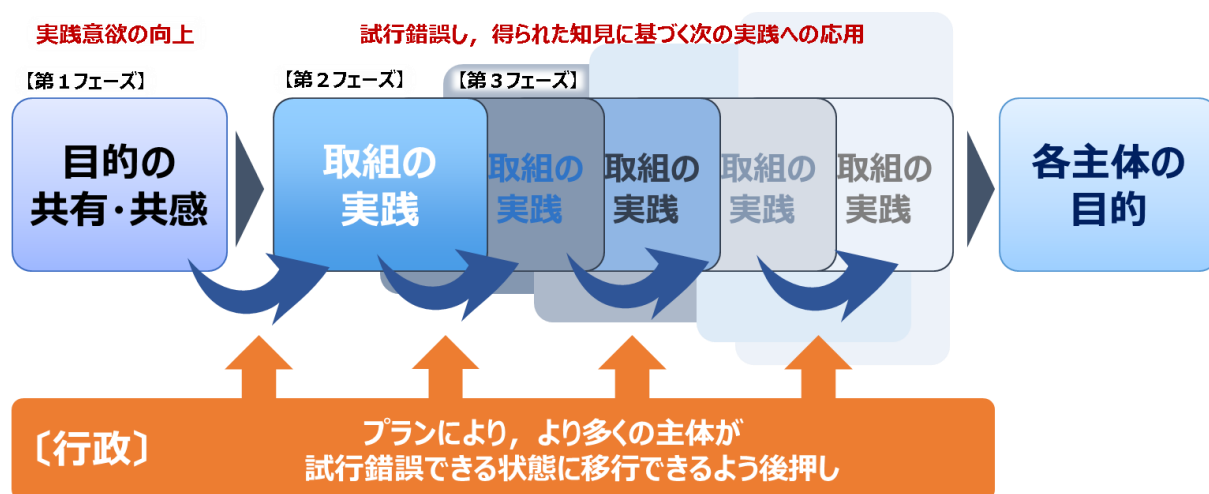 実践意欲の向上
試行錯誤し，得られた知見に基づく次の実践への応用
【第１フェーズ】
【第２フェーズ】
【第３フェーズ】
目的の
共有・共感
取組の
実践
取組の
実践
取組の
実践
取組の
実践
取組の
実践
各主体の
目的
〔行政〕
プランにより，より多くの主体が
試行錯誤できる状態に移行できるよう後押し